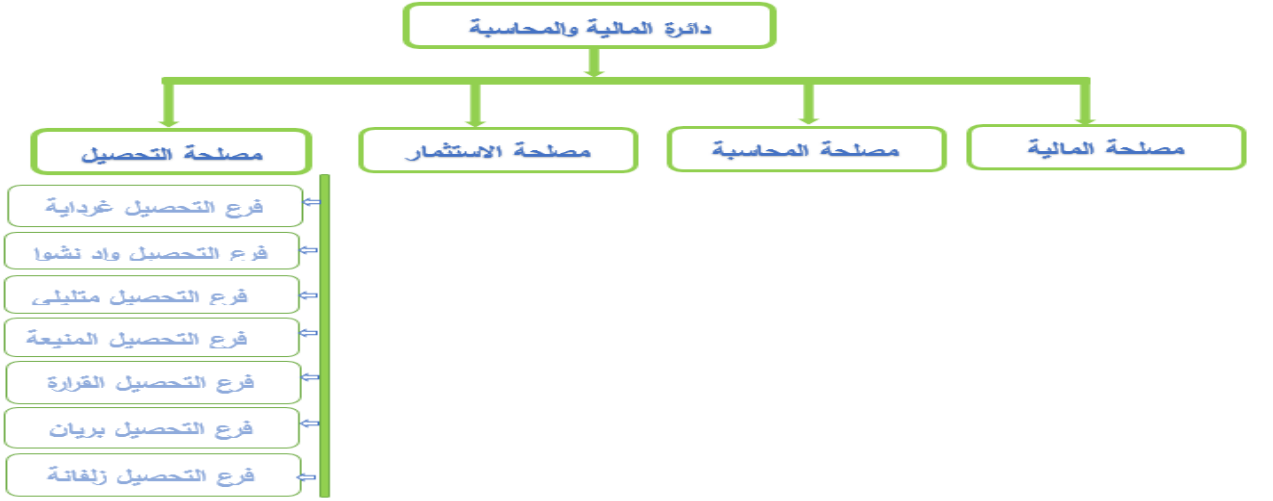 دائرة المالية والمحاسبة
مصلحة المالية
مصلحة المحاسبة
مصلحة الاستثمار
مصلحة التحصيل
فرع التحصيل غرداية
فرع التحصيل واد نشوا
فرع التحصيل متليلي
فرع التحصيل المنيعة
فرع التحصيل القرارة
فرع التحصيل بريان
فرع التحصيل زلفانة